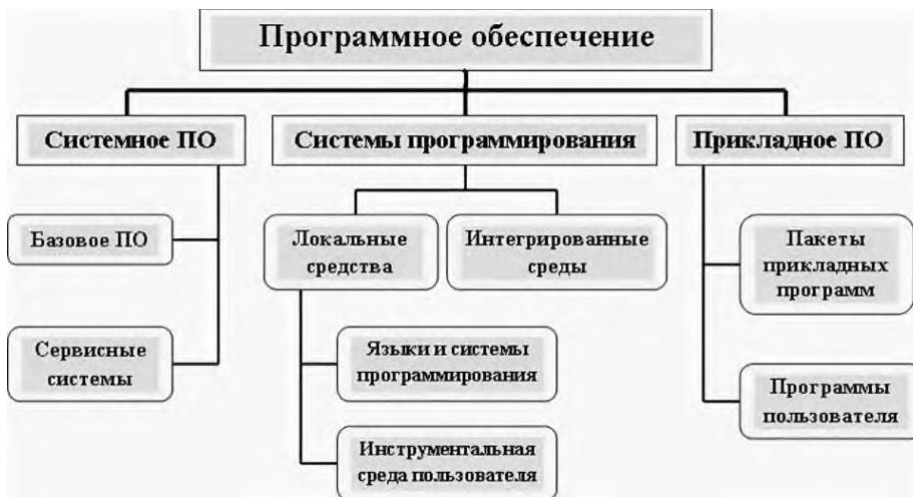 Программное обеспечение
Системное ПО
Системы программирования
Прикладное ПО
Базовое ПО
Локальные
средства
Интегрированные
среды
Пакеты
прикладных
программ
Сервисные
системы
Языки и системы
программирования
Программы
пользователя
Инструментальная
среда пользователя